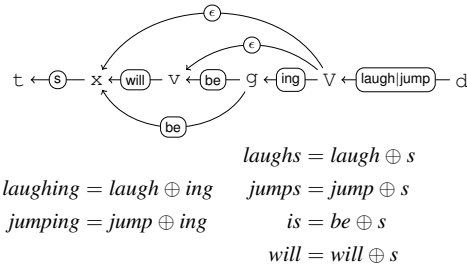 ϵ
ϵ
t s x will v be g ing V laugh|jump d
be
laughs = laugh ⊕ s
laughing = laugh ⊕ ing jumps = jump ⊕ s
jumping = jump ⊕ ing is = be ⊕ s
will = will ⊕ s